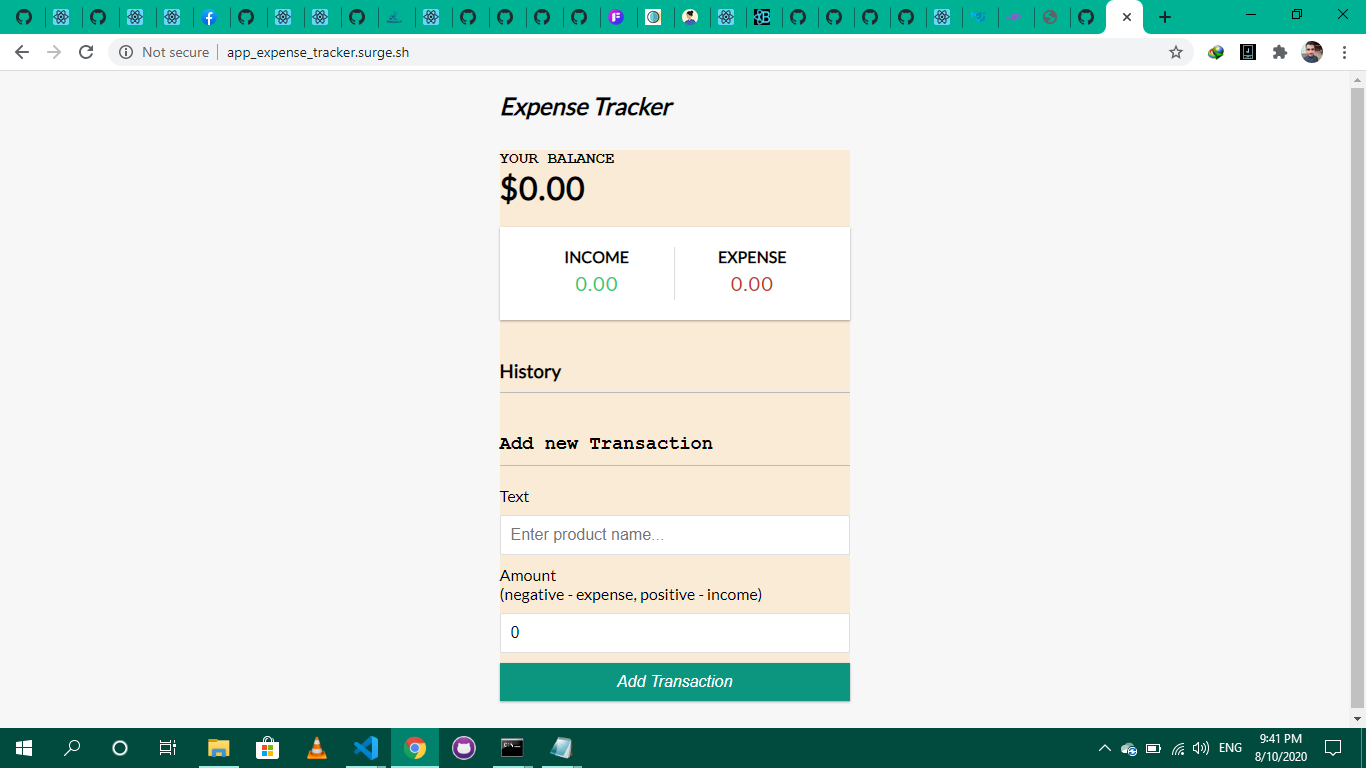 Not secure
app_expense_tracker.surge.sh
Expense Tracker
YOUR BALANCE
$0.00
INCOME
EXPENSE
0.00
0.00
History
Add new Transaction
Text
Enter product name...
Amount
(negative - expense, positive - income)
0
Add Transaction
ENG
9:41 PM
8/10/2020